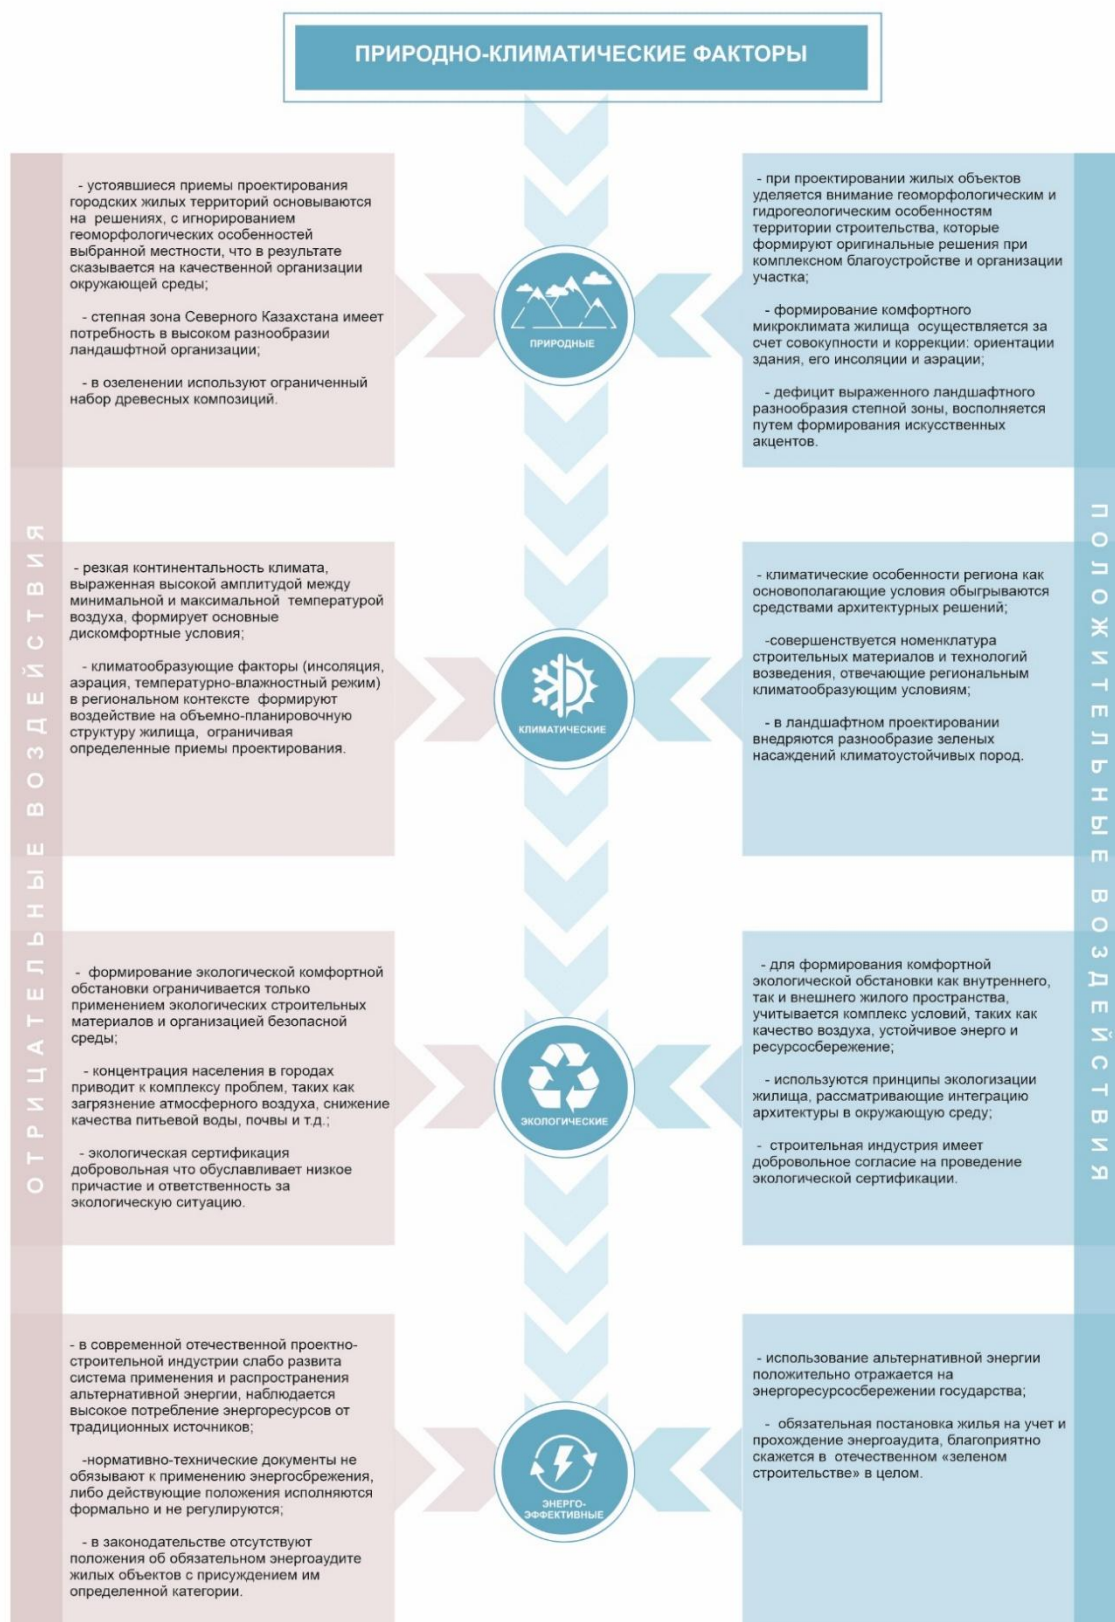 ПРИРОДНО-КЛИМАТИЧЕСКИЕ ФАКТОРЫ
ОТРИЦАТЕЛЬНЫЕ ВОЗДЕЙСТВИЯ
- устоявшиеся приемы проектирования
городских жилых территорий основываются
на решениях, с игнорированием
геоморфологических особенностей
выбранной местности, что в результате
сказывается на качественной организации
окружающей среды;
- степная зона Северного Казахстана имеет
потребность в высоком разнообразии
ландашфтной организации;
- в озеленении используют ограниченный
набор древесных композиций.
ПРИРОДНЫЕ
- при проектировании жилых объектов
уделяется внимание геоморфологическим и
гидрогеологическим особенностям
территории строительства, которые
формируют оригинальные решения при
комплексном благоустройстве и организации
участка;
- формирование комфортного
микроклимата жилища осуществляется за
счет совокупности и коррекции: ориентации
здания, его инсоляции и аэрации;
- дефицит выраженного ландшафтного
разнообразия степной зоны, восполняется
путем формирования искусственных
акцентов.
ПОЛОЖИТЕЛЬНЫЕ ВОЗДЕЙСТВИЯ
- резкая континентальность климата,
выраженная высокой амплитудой между
минимальной и максимальной температурой
воздуха, формирует основные
дискомфортные условия;
- климатообразующие факторы (инсоляция,
аэрация, температурно-влажностный режим)
в региональном контексте формируют
воздействие на объемно-планировочную
структуру жилища, ограничивая
определенные приемы проектирования.
КЛИМАТИЧЕСКИЕ
- климатические особенности региона как
основополагающие условия обыгрываются
средствами архитектурных решений;
-совершенствуется номенклатура
строительных материалов и технологий
возведения, отвечающие региональным
климатообразующим условиям;
- в ландшафтном проектировании
внедряются разнообразие зеленых
насаждений климатоустойчивых пород.
- формирование экологической комфортной
обстановки ограничивается только
применением экологических строительных
материалов и организацией безопасной
среды;
- концентрация населения в городах
приводит к комплексу проблем, таких как
загрязнение атмосферного воздуха, снижение
качества питьевой воды, почвы и т.д.;
- экологическая сертификация
добровольная что обуславливает низкое
причастие и ответственность за
экологическую ситуацию.
ЭКОЛОГИЧЕСКИЕ
- для формирования комфортной
экологической обстановки как внутреннего,
так и внешнего жилого пространства,
учитывается комплекс условий, таких как
качество воздуха, устойчивое энерго и
ресурсосбережение;
- используются принципы экологизации
жилища, рассматривающие интеграцию
архитектуры в окружающую среду;
- строительная индустрия имеет
добровольное согласие на проведение
экологической сертификации.
- в современной отечественной проектно-
строительной индустрии слабо развита
система применения и распространения
альтернативной энергии, наблюдается
высокое потребление энергоресурсов от
традиционных источников;
-нормативно-технические документы не
обязывают к применению энергосбрежения,
либо действующие положения исполняются
формально и не регулируются;
- в законодательстве отсутствуют
положения об обязательном энергоаудите
жилых объектов с присуждением им
определенной категории.
ЭНЕРГО-
ЭФФЕКТИВНЫЕ
- использование альтернативной энергии
положительно отражается на
энергоресурсосбережении государства;
- обязательная постановка жилья на учет и
прохождение энергоаудита, благоприятно
скажется в отечественном «зеленом
строительстве» в целом.